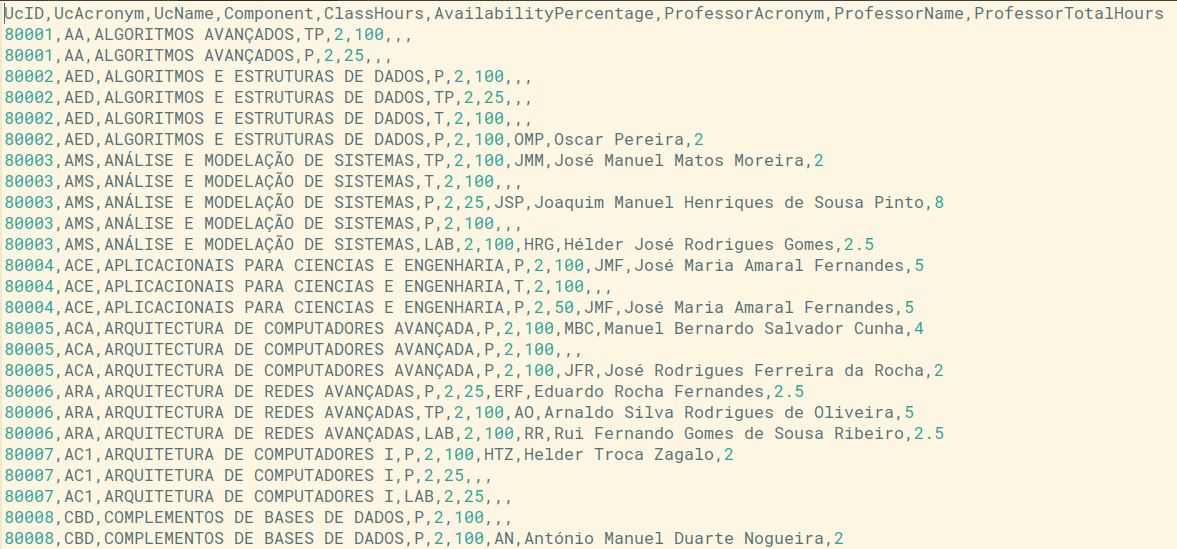 UcID,UcAcronym,UcName,Component,ClassHours,AvailabilityPercentage,ProfessorAcronym,ProfessorName,ProfessorTotalHours
80001,AA,ALGORITMOS AVANÇADOS,TP,2,100,,,
80001,AA,ALGORITMOS AVANÇADOS,P,2,25,,,
80002,AED,ALGORITMOS E ESTRUTURAS DE DADOS,P,2,100,,,
80002,AED,ALGORITMOS E ESTRUTURAS DE DADOS,TP,2,25,,,
80002,AED,ALGORITMOS E ESTRUTURAS DE DADOS,T,2,100,,,
80002,AED,ALGORITMOS E ESTRUTURAS DE DADOS,P,2,100,OMP,Oscar Pereira,2
80003,AMS,ANÁLISE E MODELAÇÃO DE SISTEMAS,TP,2,100,JMM,José Manuel Matos Moreira,2
80003,AMS,ANÁLISE E MODELAÇÃO DE SISTEMAS,T,2,100,,,
80003,AMS,ANÁLISE E MODELAÇÃO DE SISTEMAS,P,2,25,JSP,Joaquim Manuel Henriques de Sousa Pinto,8
80003,AMS,ANÁLISE E MODELAÇÃO DE SISTEMAS,P,2,100,,,
80003,AMS,ANÁLISE E MODELAÇÃO DE SISTEMAS,LAB,2,100,HRG,Hélder José Rodrigues Gomes,2.5
80004,ACE,APLICACIONAIS PARA CIENCIAS E ENGENHARIA,P,2,100,JMF,José Maria Amaral Fernandes,5
80004,ACE,APLICACIONAIS PARA CIENCIAS E ENGENHARIA,T,2,100,,,
80004,ACE,APLICACIONAIS PARA CIENCIAS E ENGENHARIA,P,2,50,JMF,José Maria Amaral Fernandes,5
80005,ACA,ARQUITECTURA DE COMPUTADORES AVANÇADA,P,2,100,MBC,Manuel Bernardo Salvador Cunha,4
80005,ACA,ARQUITECTURA DE COMPUTADORES AVANÇADA,P,2,100,,,
80005,ACA,ARQUITECTURA DE COMPUTADORES AVANÇADA,P,2,100,JFR,José Rodrigues Ferreira da Rocha,2
80006,ARA,ARQUITECTURA DE REDES AVANÇADAS,P,2,25,ERF,Eduardo Rocha Fernandes,2.5
80006,ARA,ARQUITECTURA DE REDES AVANÇADAS,TP,2,100,AO,Arnaldo Silva Rodrigues de Oliveira,5
80006,ARA,ARQUITECTURA DE REDES AVANÇADAS,LAB,2,100,RR,Rui Fernando Gomes de Sousa Ribeiro,2.5
80007,AC1,ARQUITETURA DE COMPUTADORES I,P,2,100,HTZ,Helder Troca Zagalo,2
80007,AC1,ARQUITETURA DE COMPUTADORES I,P,2,25,,,
80007,AC1,ARQUITETURA DE COMPUTADORES I,LAB,2,25,,,
80008,CBD,COMPLEMENTOS DE BASES DE DADOS,P,2,100,,,
80008,CBD,COMPLEMENTOS DE BASES DE DADOS,P,2,100,AN,António Manuel Duarte Nogueira,2